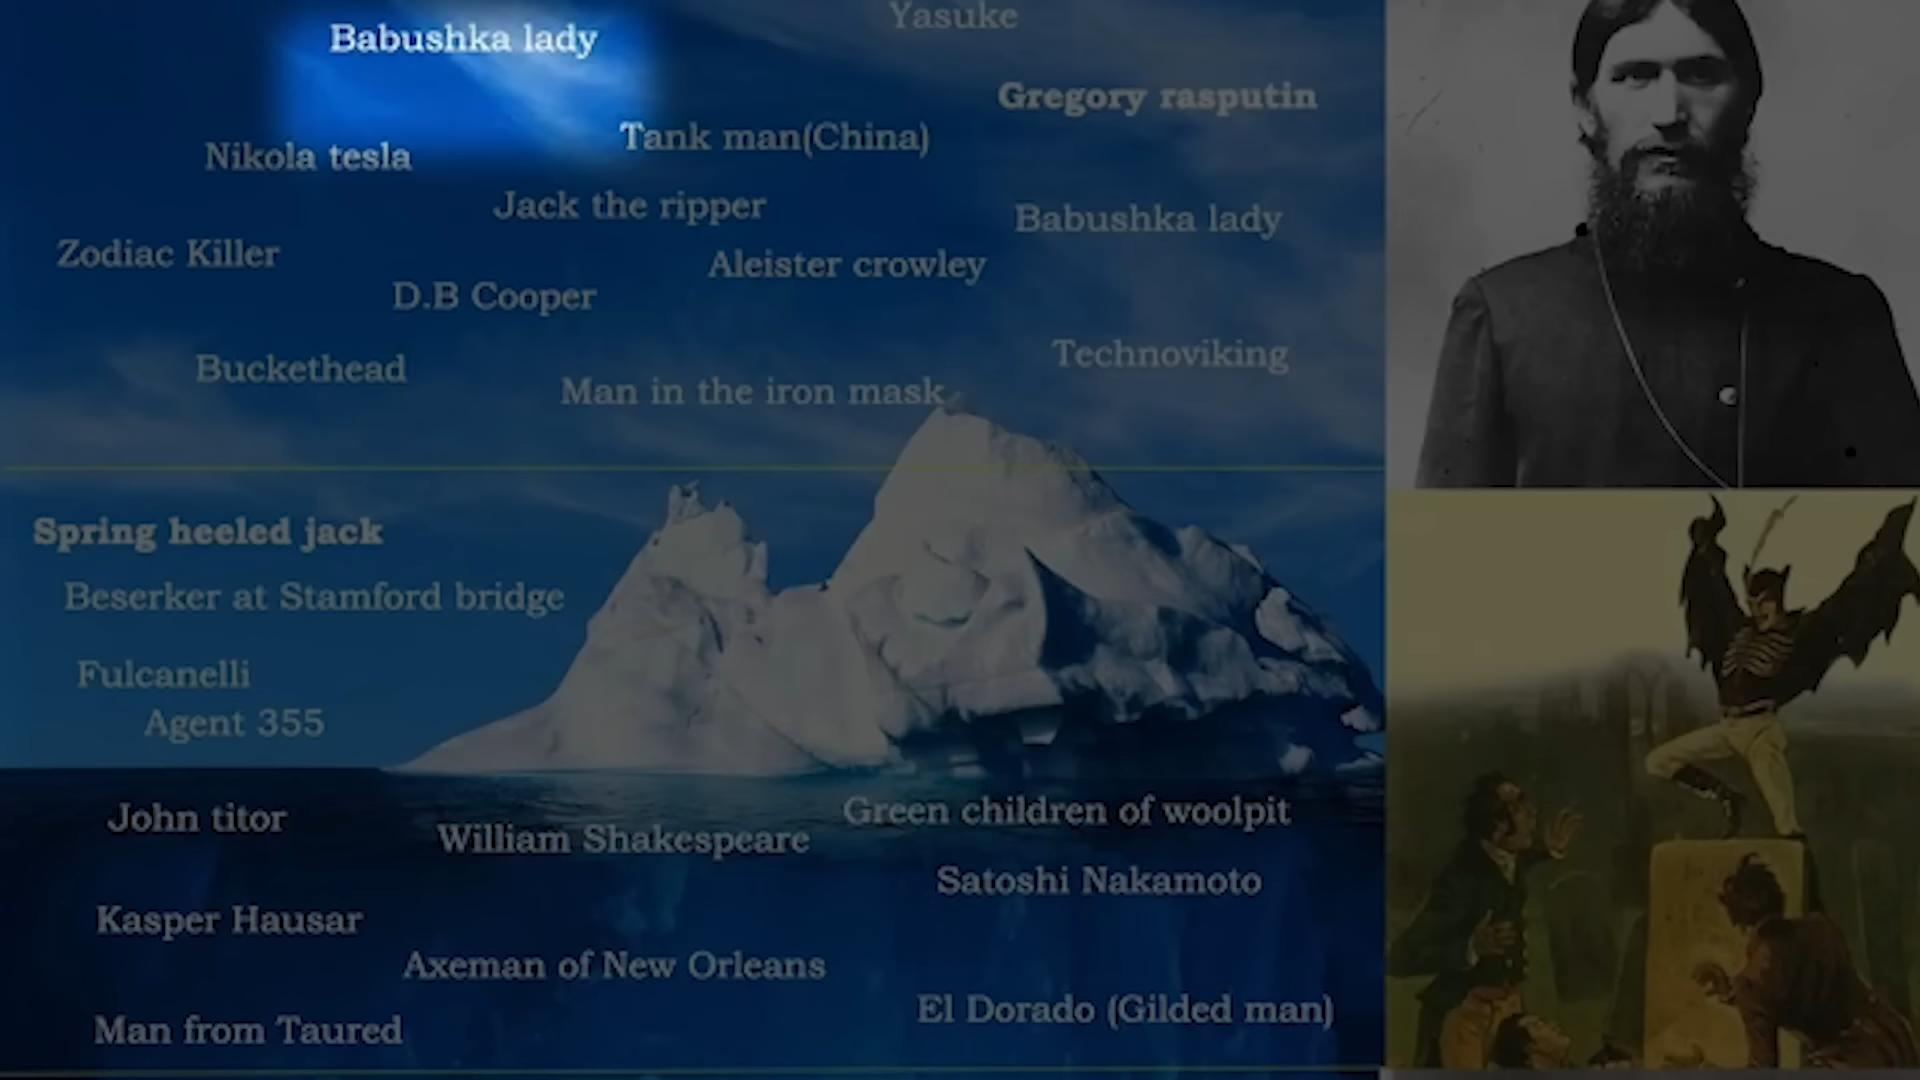 Yasuke
Babushka lady
Gregory rasputin
Tank man(China)
Nikola tesla
Jack the ripper
Babushka lady
Zodiac Killer
Aleister crowley
D.B Cooper
Technoviking
Buckethead
Man in the iron mask
Spring heeled jack
Beserker at Stamford bridge
Fulcanelli
Agent 355
Green children of woolpit
John titor
William Shakespeare
Satoshi Nakamoto
Kasper Hausar
Axeman of New Orleans
El Dorado (Gilded man)
Man from Taured